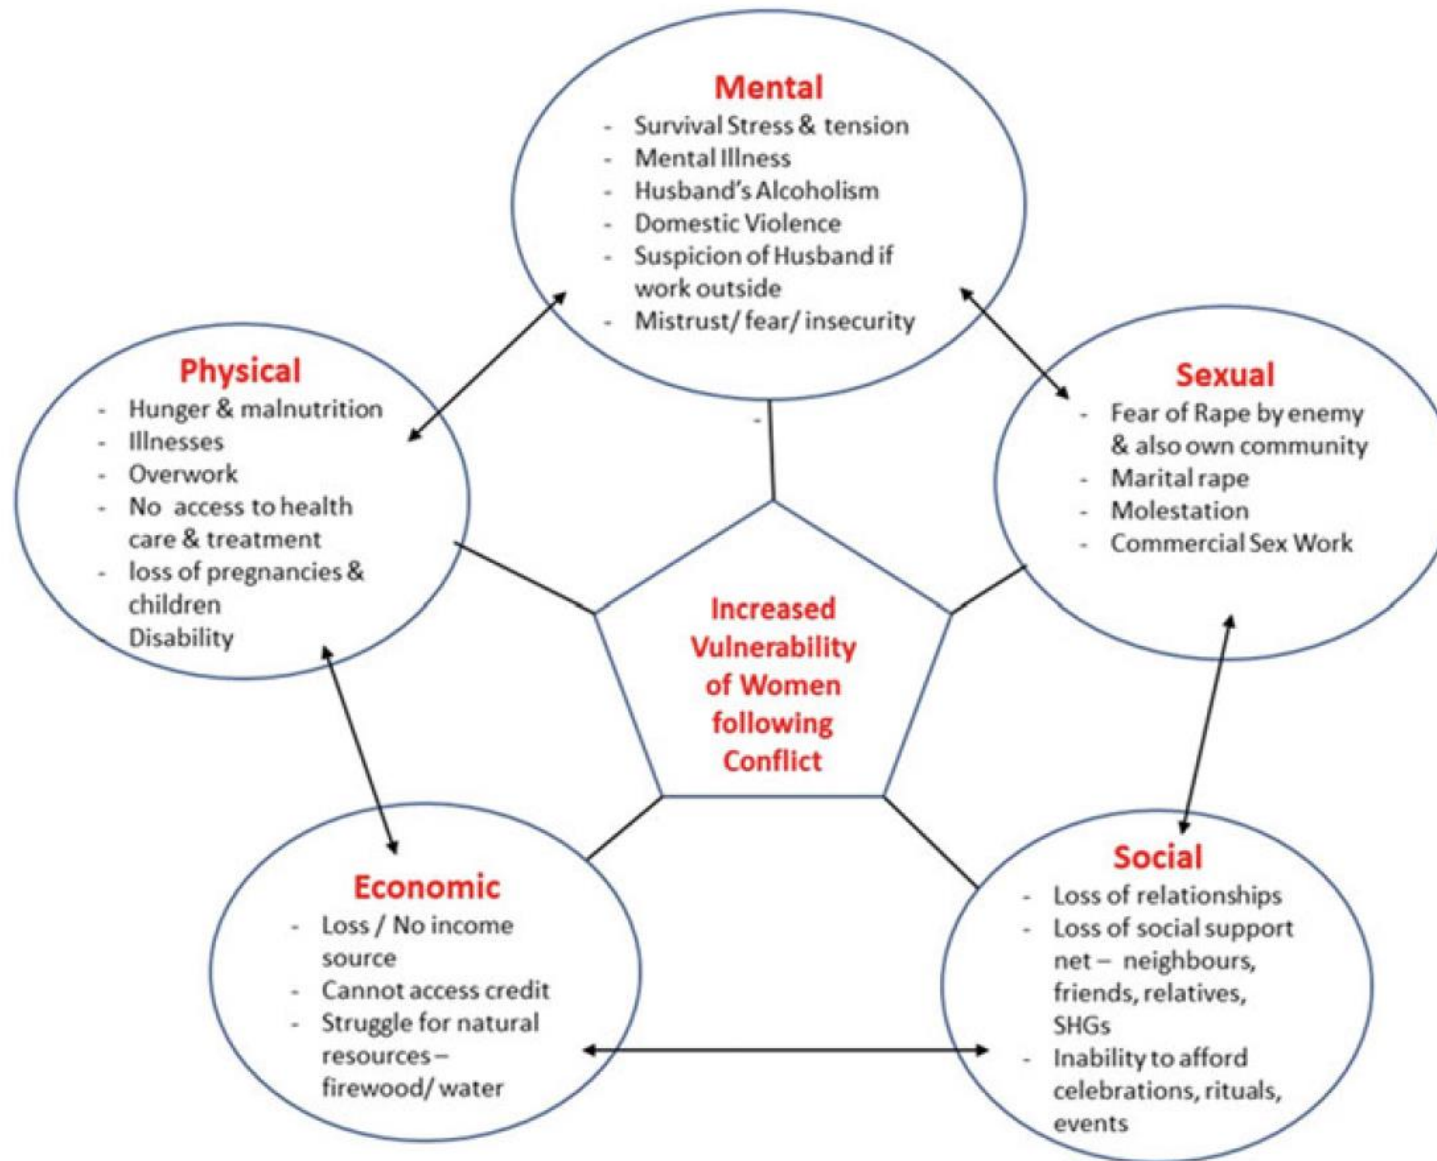 Mental
- Survival Stress & tension
- Mental Illness
- Husband's Alcoholism
- Domestic Violence
- Suspicion of Husband if
work outside
- Mistrust/ fear/ insecurity
Physical
- Hunger & malnutrition
- Illnesses
- Overwork
- No access to health
care & treatment
- loss of pregnancies &
children
- Disability
Sexual
- Fear of Rape by enemy
& also own community
- Marital rape
- Molestation
- Commercial Sex Work
-
Increased
Vulnerability
of Women
following
Conflict
Economic
- Loss / No income
source
- Cannot access credit
- Struggle for natural
resources –
firewood/ water
Social
- Loss of relationships
- Loss of social support
net – neighbours,
friends, relatives,
SHGs
- Inability to afford
celebrations, rituals,
events